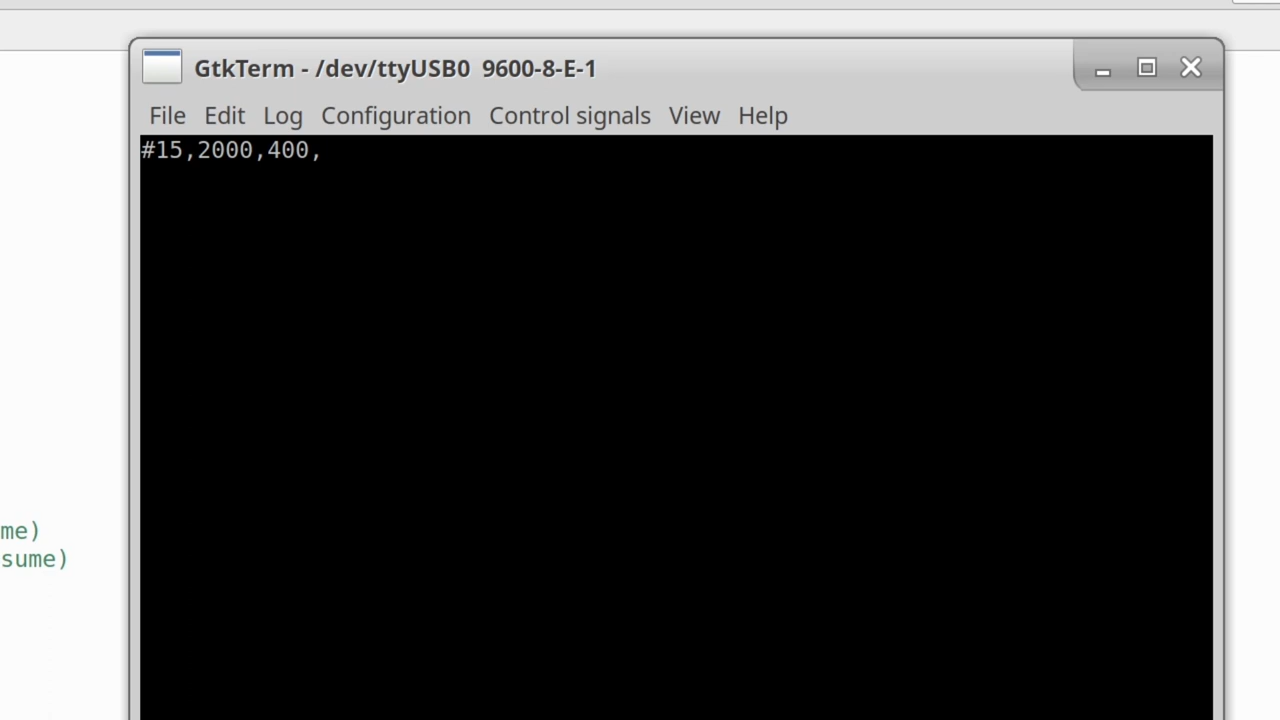 GtkTerm - /dev/ttyUSB0 9600-8-E-1
File Edit Log Configuration Control signals View Help
#15,2000,400,
me)
sume)